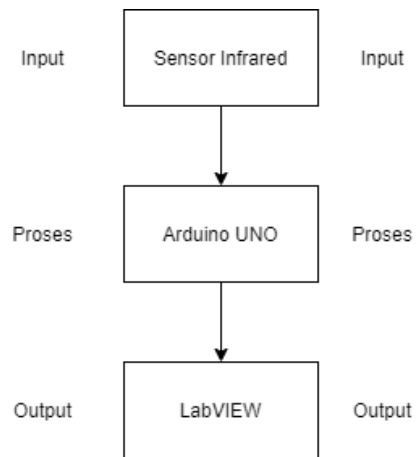 Input
Sensor Infrared
Input
Proses
Arduino UNO
Proses
Output
LabVIEW
Output